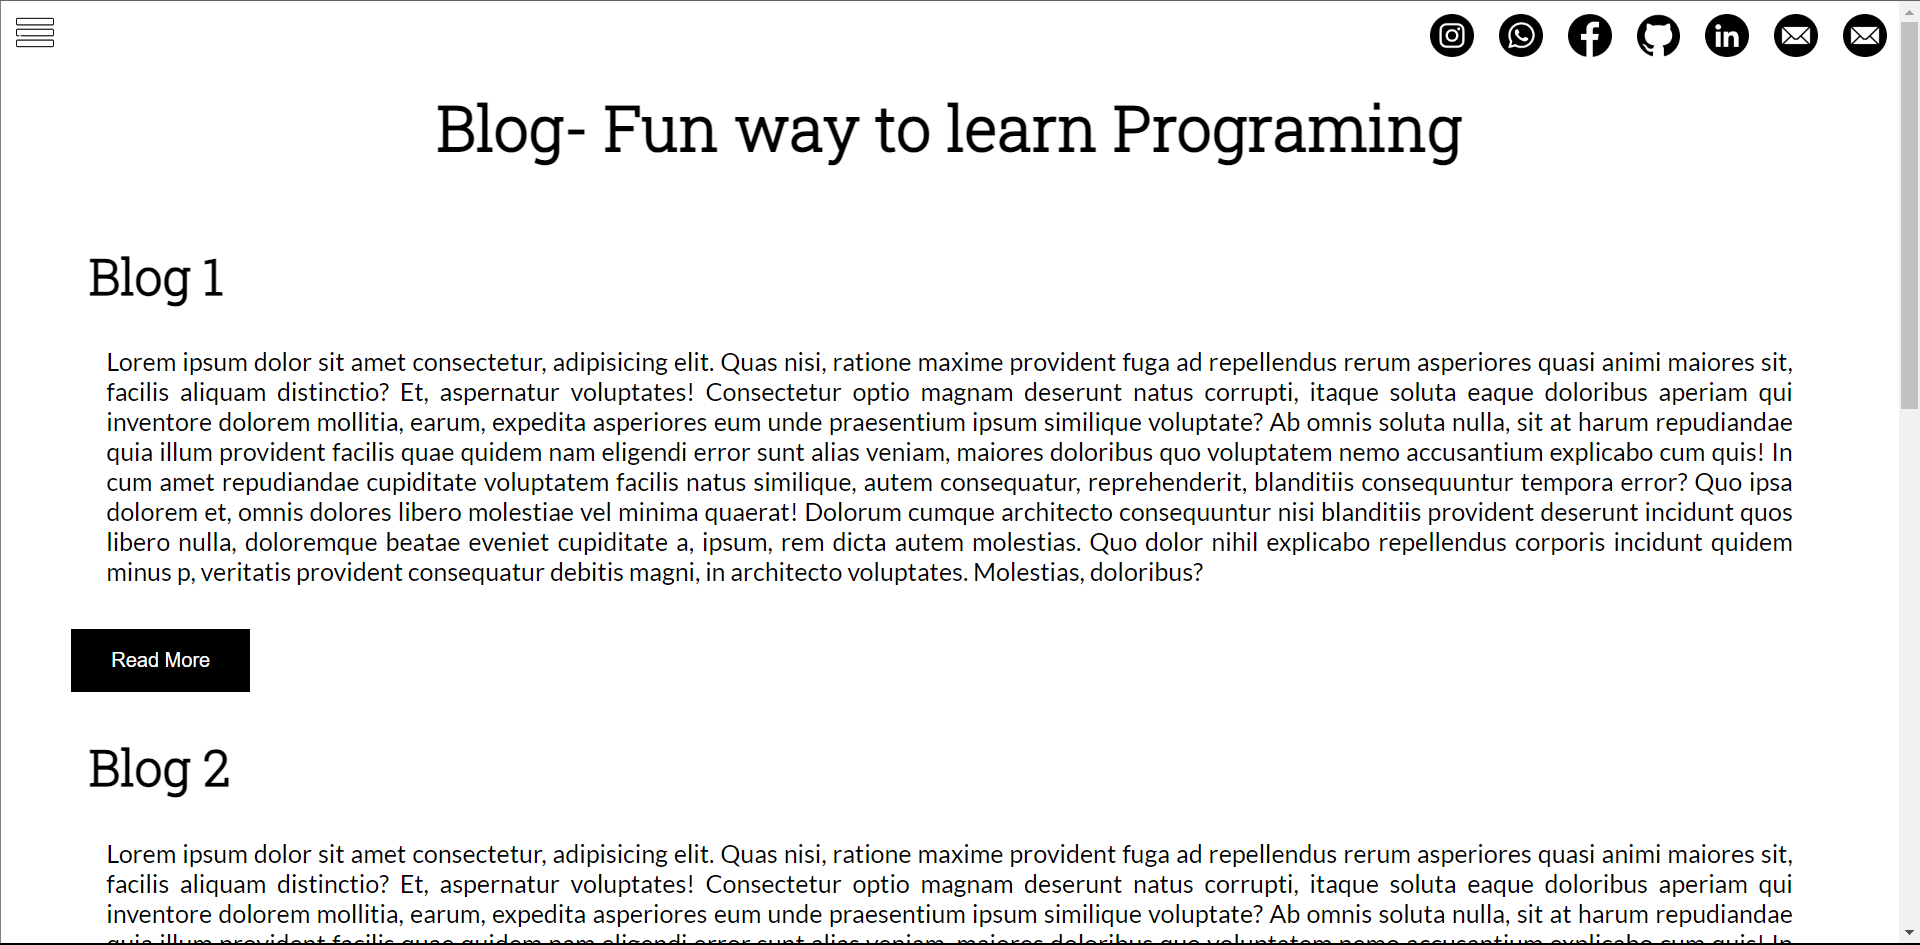 Blog- Fun way to learn Programing
Blog 1
Lorem ipsum dolor sit amet consectetur, adipisicing elit. Quas nisi, ratione maxime provident fuga ad repellendus rerum asperiores quasi animi maiores sit,
facilis aliquam distinctio? Et, aspernatur voluptates! Consectetur optio magnam deserunt natus corrupti, itaque soluta eaque doloribus aperiam qui
inventore dolorem mollitia, earum, expedita asperiores eum unde praesentium ipsum similique voluptate? Ab omnis soluta nulla, sit at harum repudiandae
quia illum provident facilis quae quidem nam eligendi error sunt alias veniam, maiores doloribus quo voluptatem nemo accusantium explicabo cum quis! In
cum amet repudiandae cupiditate voluptatem facilis natus similique, autem consequatur, reprehenderit, blanditiis consequuntur tempora error? Quo ipsa
dolorem et, omnis dolores libero molestiae vel minima quaerat! Dolorum cumque architecto consequuntur nisi blanditiis provident deserunt incidunt quos
libero nulla, doloremque beatae eveniet cupiditate a, ipsum, rem dicta autem molestias. Quo dolor nihil explicabo repellendus corporis incidunt quidem
minus p, veritatis provident consequatur debitis magni, in architecto voluptates. Molestias, doloribus?
Read More
Blog 2
Lorem ipsum dolor sit amet consectetur, adipisicing elit. Quas nisi, ratione maxime provident fuga ad repellendus rerum asperiores quasi animi maiores sit,
facilis aliquam distinctio? Et, aspernatur voluptates! Consectetur optio magnam deserunt natus corrupti, itaque soluta eaque doloribus aperiam qui
inventore dolorem mollitia, earum, expedita asperiores eum unde praesentium ipsum similique voluptate? Ab omnis soluta nulla, sit at harum repudiandae